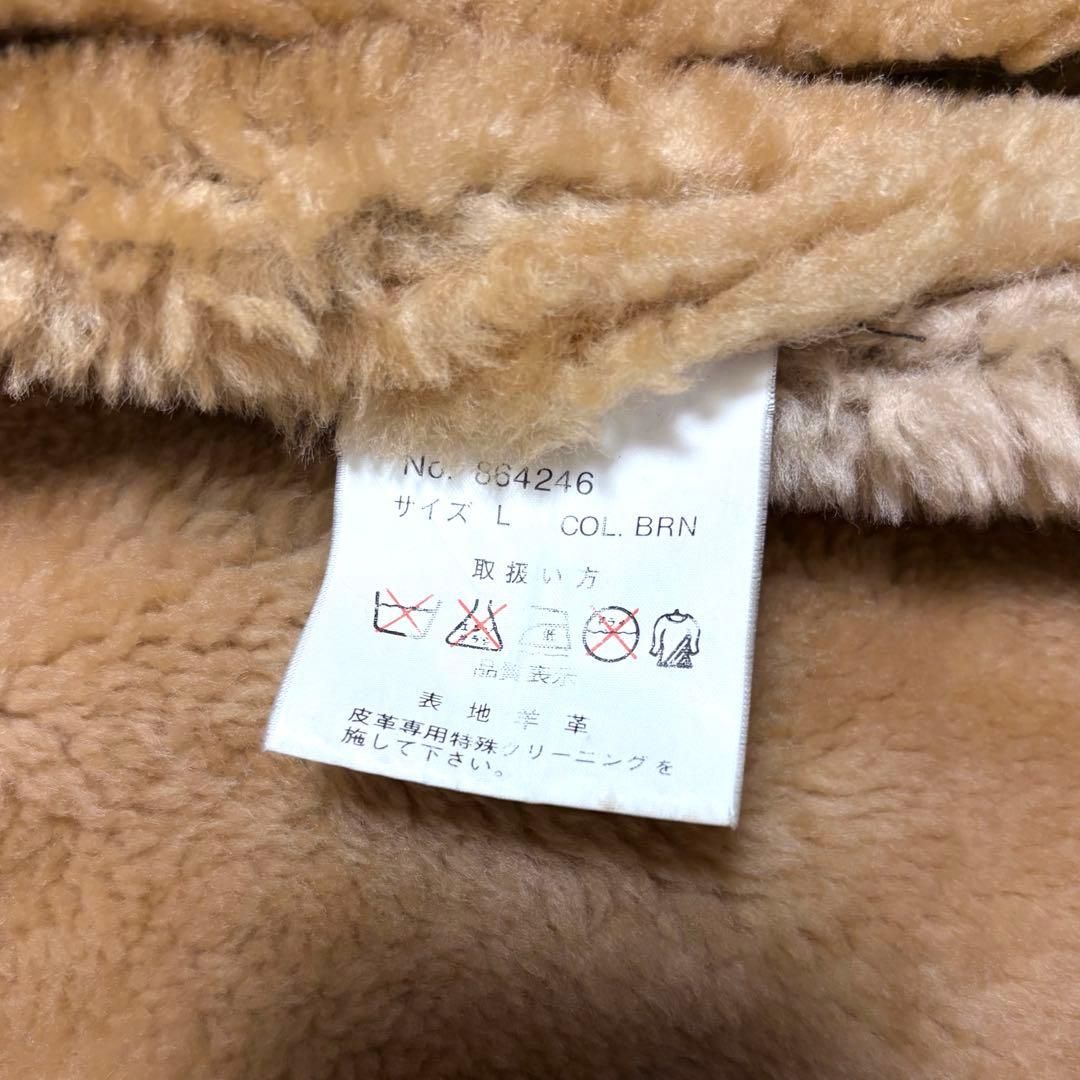 No. 864246
サイズ L COL. BRN
取扱い方
低
品質表示
表地羊革
皮革専用特殊クリーニングを
施して下さい。